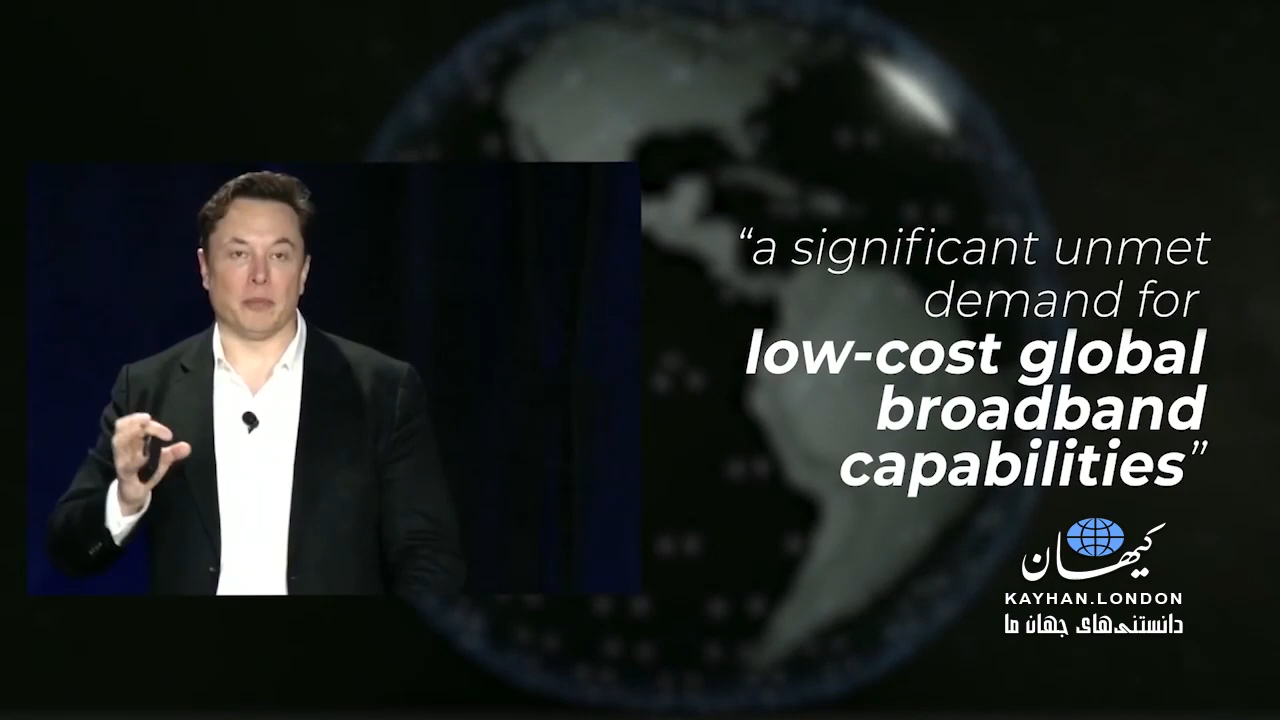 “a significant unmet
demand for
low-cost global
broadband
capabilities”
کیهان
KAYHAN.LONDON
دانستنی‌های جهان ما